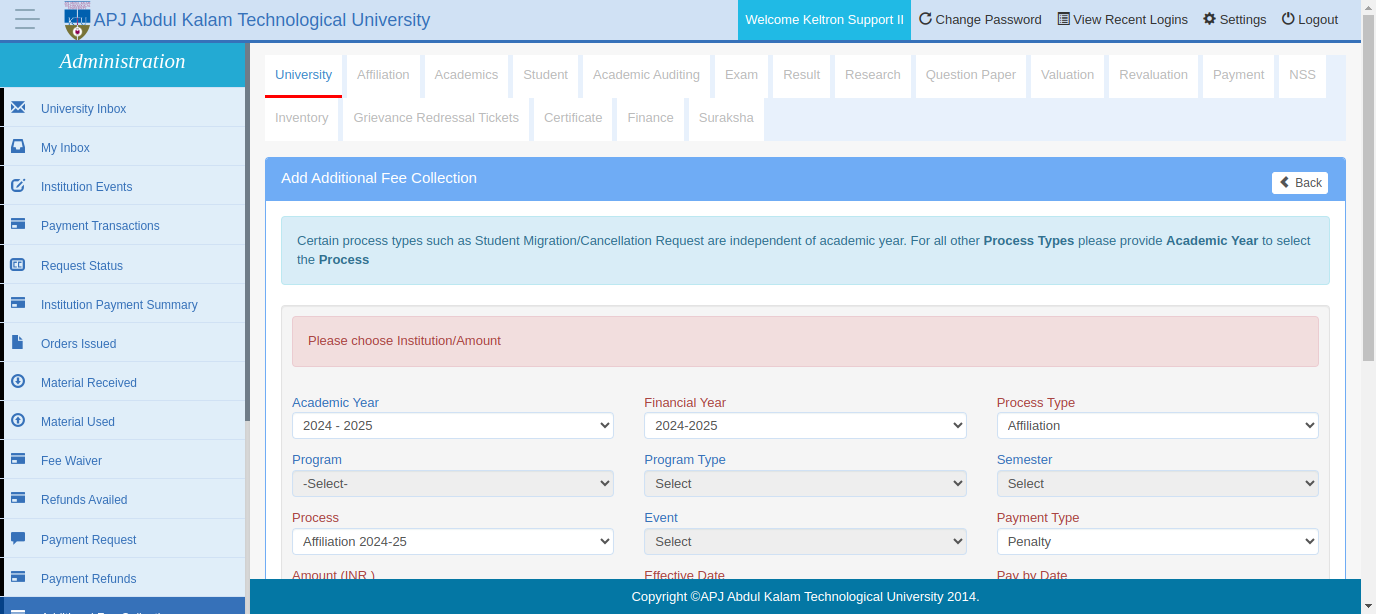 APJ Abdul Kalam Technological University
Welcome Keltron Support II
Change Password
View Recent Logins
Settings
Logout
Administration
University Inbox
My Inbox
Institution Events
Payment Transactions
Request Status
Institution Payment Summary
Orders Issued
Material Received
Material Used
Fee Waiver
Refunds Availed
Payment Request
Payment Refunds
University Affiliation Academics Student Academic Auditing Exam Result Research Question Paper Valuation Revaluation Payment NSS
Inventory Grievance Redressal Tickets Certificate Finance Suraksha
Add Additional Fee Collection
Back
Certain process types such as Student Migration/Cancellation Request are independent of academic year. For all other Process Types please provide Academic Year to select
the Process
Please choose Institution/Amount
Academic Year Financial Year Process Type
2024 - 2025 2024-2025 Affiliation
Program Program Type Semester
-Select- Select Select
Process Event Payment Type
Affiliation 2024-25 Select Penalty
Amount (INR ) Effective Date Pay by Date
Copyright ©APJ Abdul Kalam Technological University 2014.